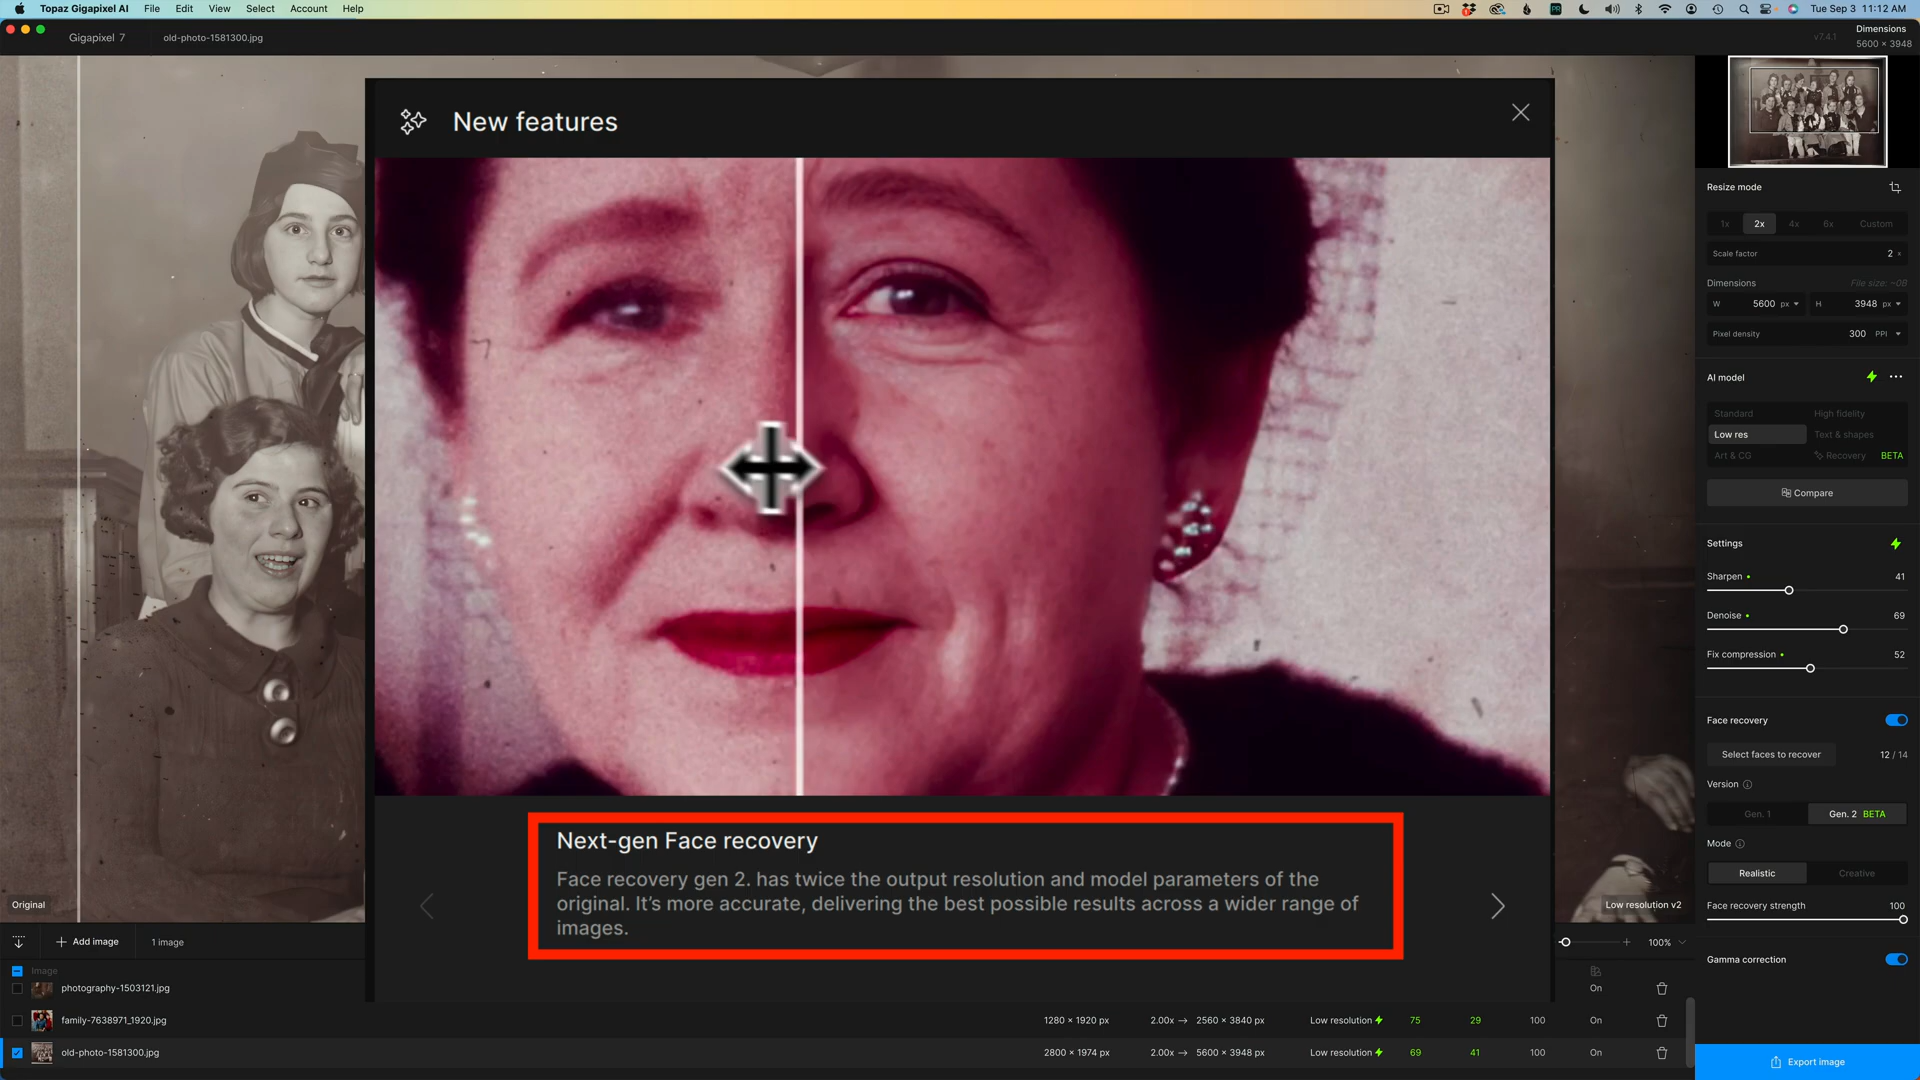 Topaz Gigapixel AI File Edit View Select Account Help
Tue Sep 3 11:12 AM
Gigapixel 7 old-photo-1581300.jpg
v7.4.1
Dimensions
5600 × 3948
New features
Resize mode
1x 2x 4x 6x Custom
Scale factor 2 x
Dimensions File size: ~0B
W 5600 px H 3948 px
Pixel density 300 PPI
AI model
Standard High fidelity
Low res Text & shapes
Art & CG Recovery BETA
Compare
Settings
Sharpen 41
Denoise 69
Fix compression 52
Face recovery
Select faces to recover 12 / 14
Version
Gen. 1 Gen. 2 BETA
Mode
Realistic Creative
Face recovery strength 100
Gamma correction
Export image
Next-gen Face recovery
Face recovery gen 2. has twice the output resolution and model parameters of the
original. It's more accurate, delivering the best possible results across a wider range of
images.
Original
Low resolution v2
Add image 1 image
100%
Image
photography-1503121.jpg On
family-7638971_1920.jpg 1280 × 1920 px 2.00x → 2560 × 3840 px Low resolution 75 29 100 On
old-photo-1581300.jpg 2800 × 1974 px 2.00x → 5600 × 3948 px Low resolution 69 41 100 On